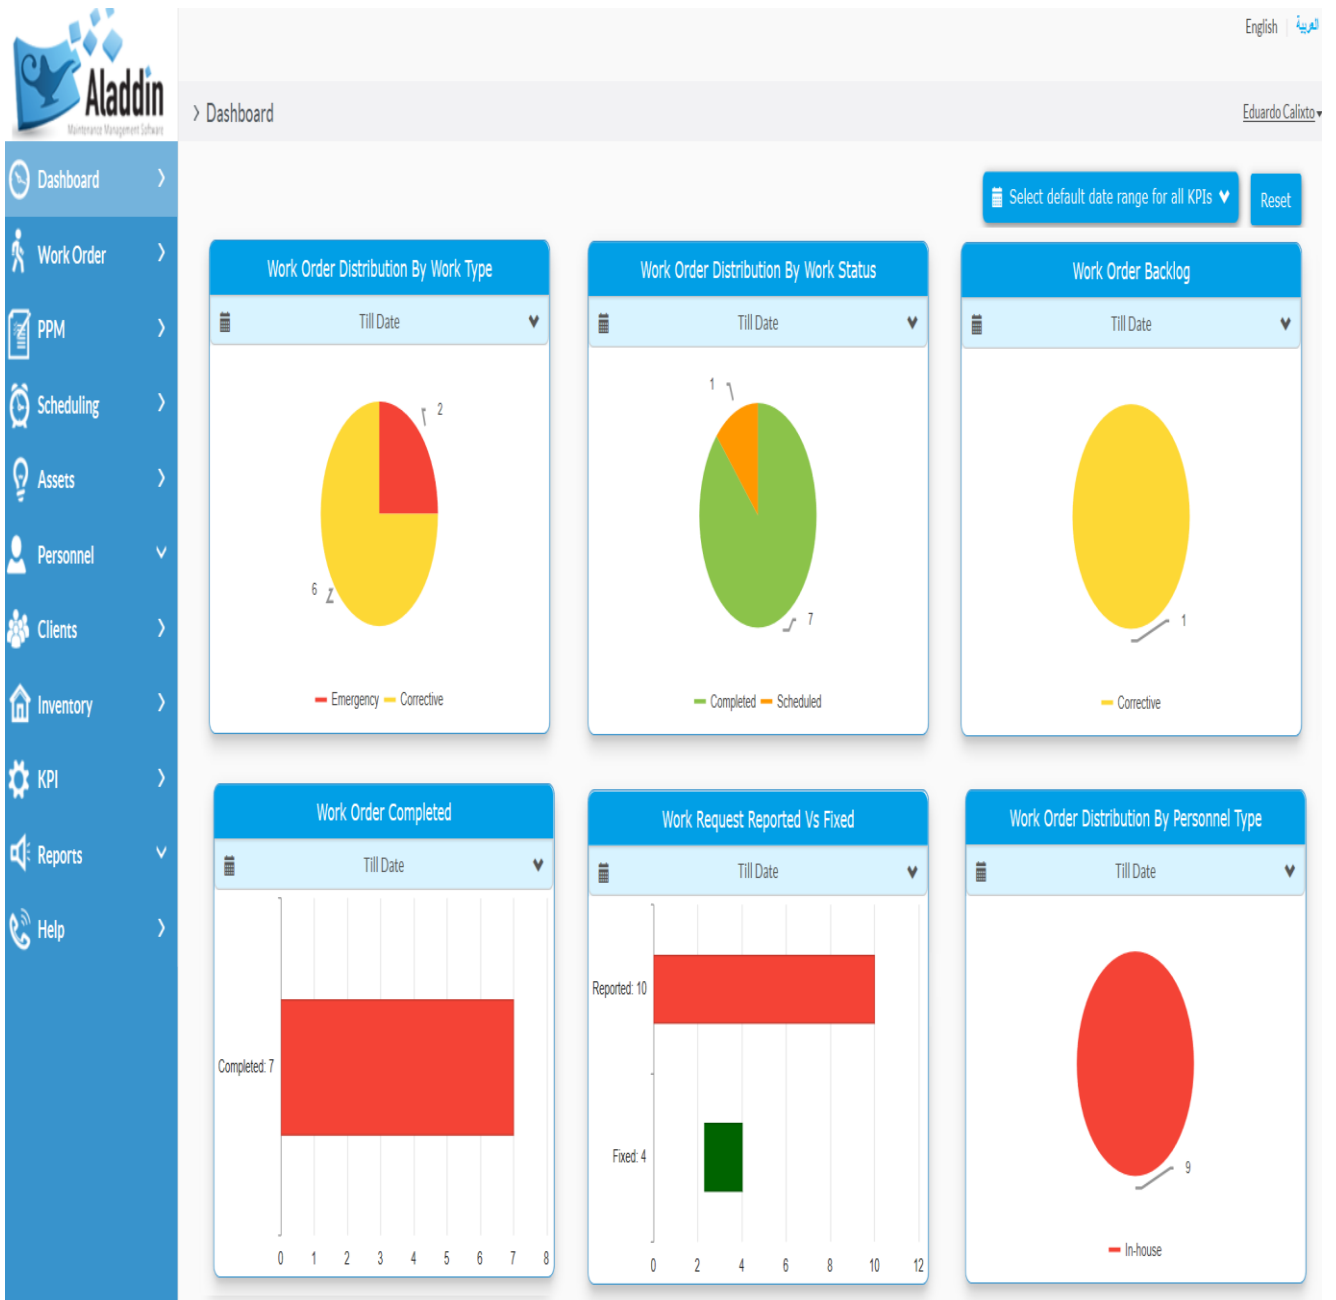 English | العربية
Aladdin
Maintenance Management Software
> Dashboard
Eduardo Calixto
Dashboard
Work Order
PPM
Scheduling
Assets
Personnel
Clients
Inventory
KPI
Reports
Help
Select default date range for all KPIs
Reset
Work Order Distribution By Work Type
Till Date
2
6
Emergency Corrective
Work Order Distribution By Work Status
Till Date
1
7
Completed Scheduled
Work Order Backlog
Till Date
1
Corrective
Work Order Completed
Till Date
Completed: 7
0 1 2 3 4 5 6 7 8
Work Request Reported Vs Fixed
Till Date
Reported: 10
Fixed: 4
0 2 4 6 8 10 12
Work Order Distribution By Personnel Type
Till Date
9
In-house